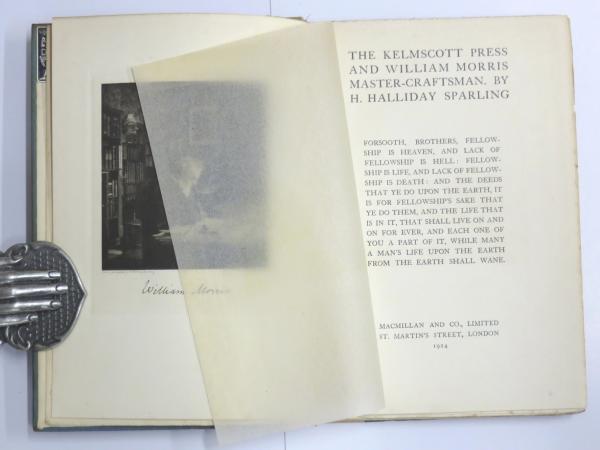 William Morris
THE KELMSCOTT PRESS
AND WILLIAM MORRIS
MASTER-CRAFTSMAN. BY
H. HALLIDAY SPARLING
FORSOOTH, BROTHERS, FELLOW-
SHIP IS HEAVEN, AND LACK OF
FELLOWSHIP IS HELL: FELLOW-
SHIP IS LIFE, AND LACK OF FELLOW-
SHIP IS DEATH: AND THE DEEDS
THAT YE DO UPON THE EARTH, IT
IS FOR FELLOWSHIP'S SAKE THAT
YE DO THEM, AND THE LIFE THAT
IS IN IT, THAT SHALL LIVE ON AND
ON FOR EVER, AND EACH ONE OF
YOU A PART OF IT, WHILE MANY
A MAN'S LIFE UPON THE EARTH
FROM THE EARTH SHALL WANE.
MACMILLAN AND CO., LIMITED
ST. MARTIN'S STREET, LONDON
1924